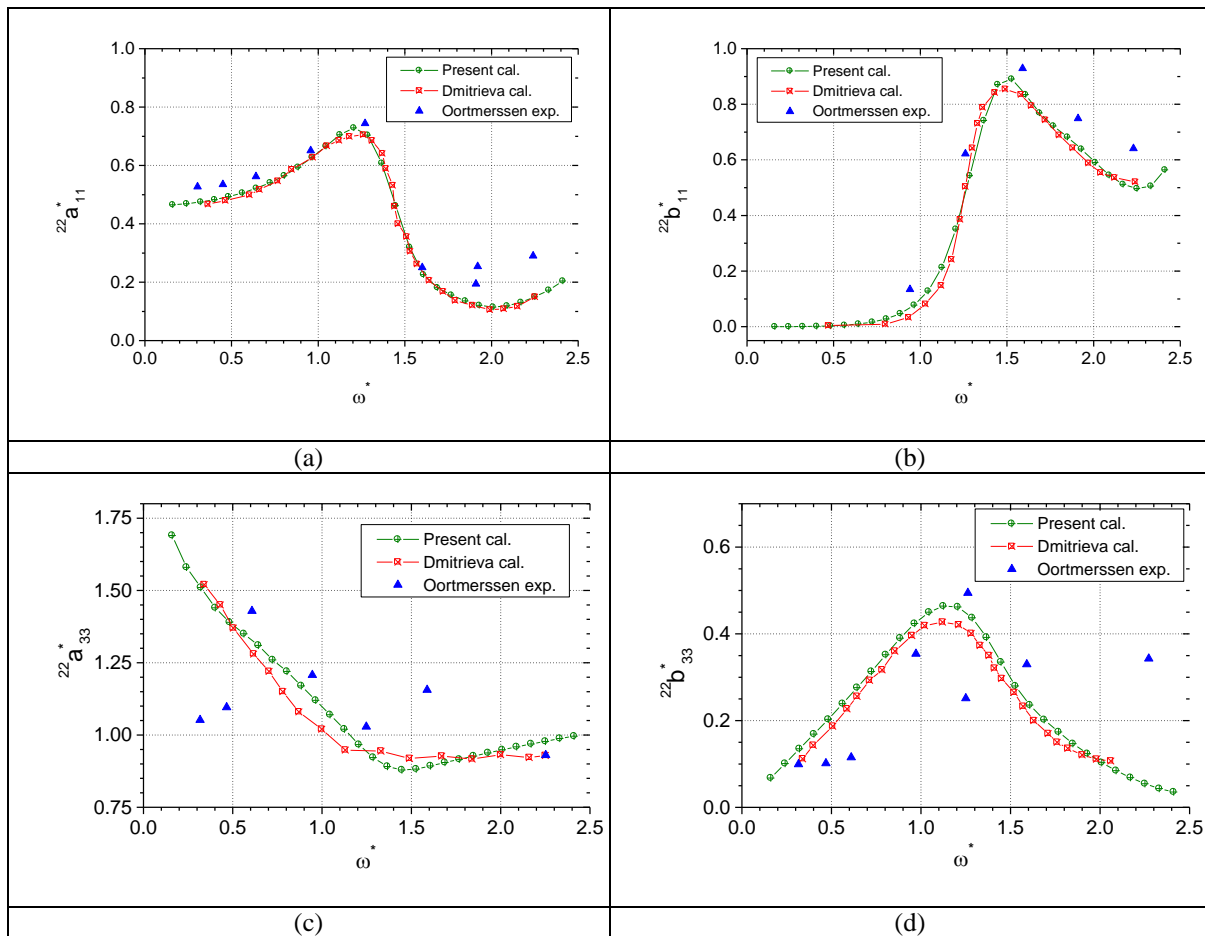 1.0
0.8
0.6
0.4
0.2
0.0
²²a*₁₁
Present cal.
Dmitrieva cal.
Oortmerssen exp.
0.0 0.5 1.0 1.5 2.0 2.5
ω*
(a)
1.0
0.8
0.6
0.4
0.2
0.0
²²b*₁₁
Present cal.
Dmitrieva cal.
Oortmerssen exp.
0.0 0.5 1.0 1.5 2.0 2.5
ω*
(b)
1.75
1.50
1.25
1.00
0.75
²²a*₃₃
Present cal.
Dmitrieva cal.
Oortmerssen exp.
0.0 0.5 1.0 1.5 2.0 2.5
ω*
(c)
0.6
0.4
0.2
0.0
²²b*₃₃
Present cal.
Dmitrieva cal.
Oortmerssen exp.
0.0 0.5 1.0 1.5 2.0 2.5
ω*
(d)